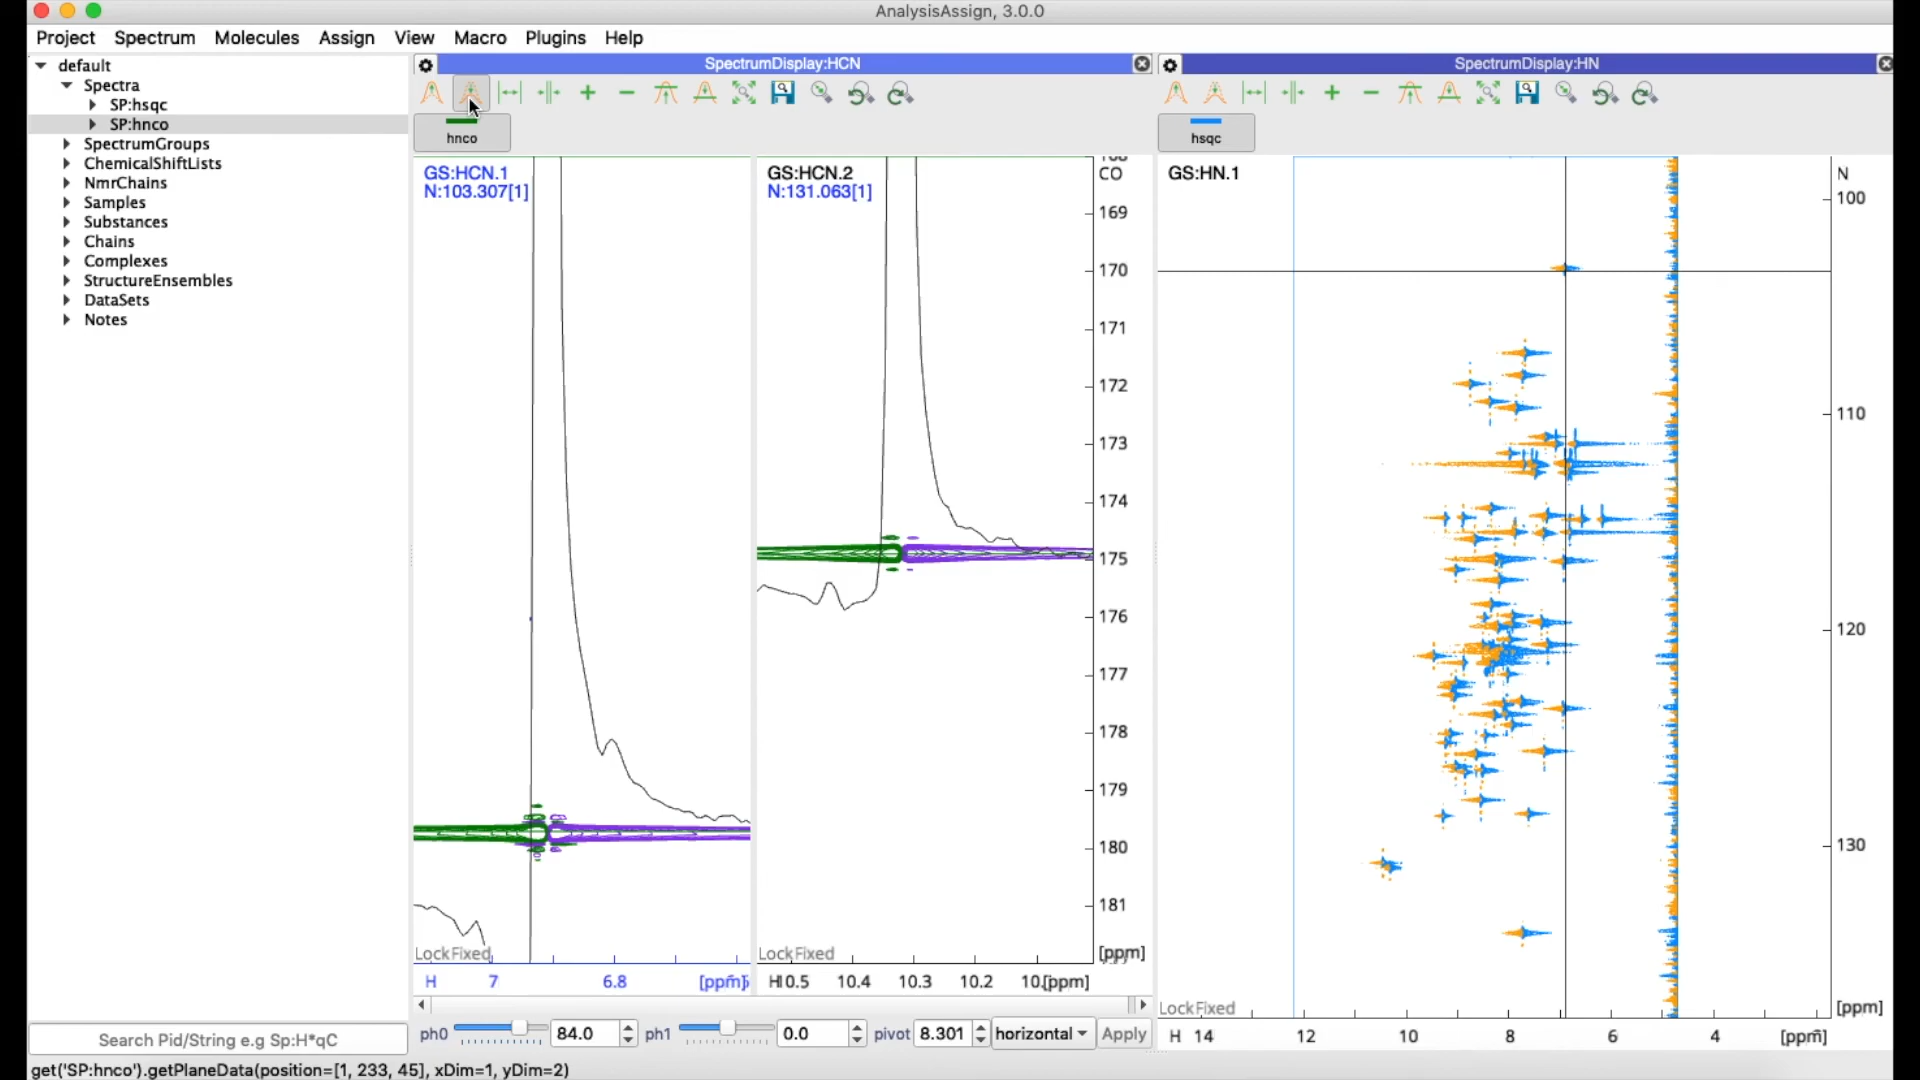 AnalysisAssign, 3.0.0
Project Spectrum Molecules Assign View Macro Plugins Help
default
Spectra
SP:hsqc
SP:hnco
SpectrumGroups
ChemicalShiftLists
NmrChains
Samples
Substances
Chains
Complexes
StructureEnsembles
DataSets
Notes
Search Pid/String e.g Sp:H*qC
SpectrumDisplay:HCN
hnco
GS:HCN.1
N:103.307[1]
LockFixed
H 7 6.8 [ppm]
GS:HCN.2
N:131.063[1]
CO
169
170
171
172
173
174
175
176
177
178
179
180
181
[ppm]
LockFixed
H 10.5 10.4 10.3 10.2 [ppm]
ph0 84.0 ph1 0.0 pivot 8.301 horizontal Apply
SpectrumDisplay:HN
hsqc
GS:HN.1
N
100
110
120
130
[ppm]
LockFixed
H 14 12 10 8 6 4 [ppm]
get('SP:hnco').getPlaneData(position=[1, 233, 45], xDim=1, yDim=2)